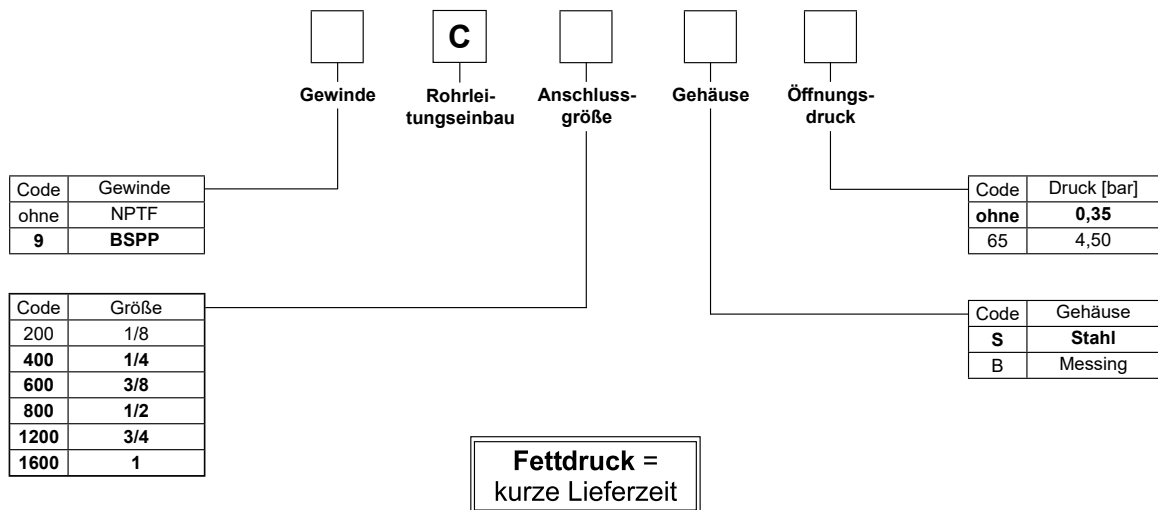 C
Gewinde
Rohrlei-
tungseinbau
Anschluss-
größe
Gehäuse
Öffnungs-
druck
Code Gewinde
ohne NPTF
9 BSPP
Code Druck [bar]
ohne 0,35
65 4,50
Code Größe
200 1/8
400 1/4
600 3/8
800 1/2
1200 3/4
1600 1
Code Gehäuse
S Stahl
B Messing
Fettdruck =
kurze Lieferzeit